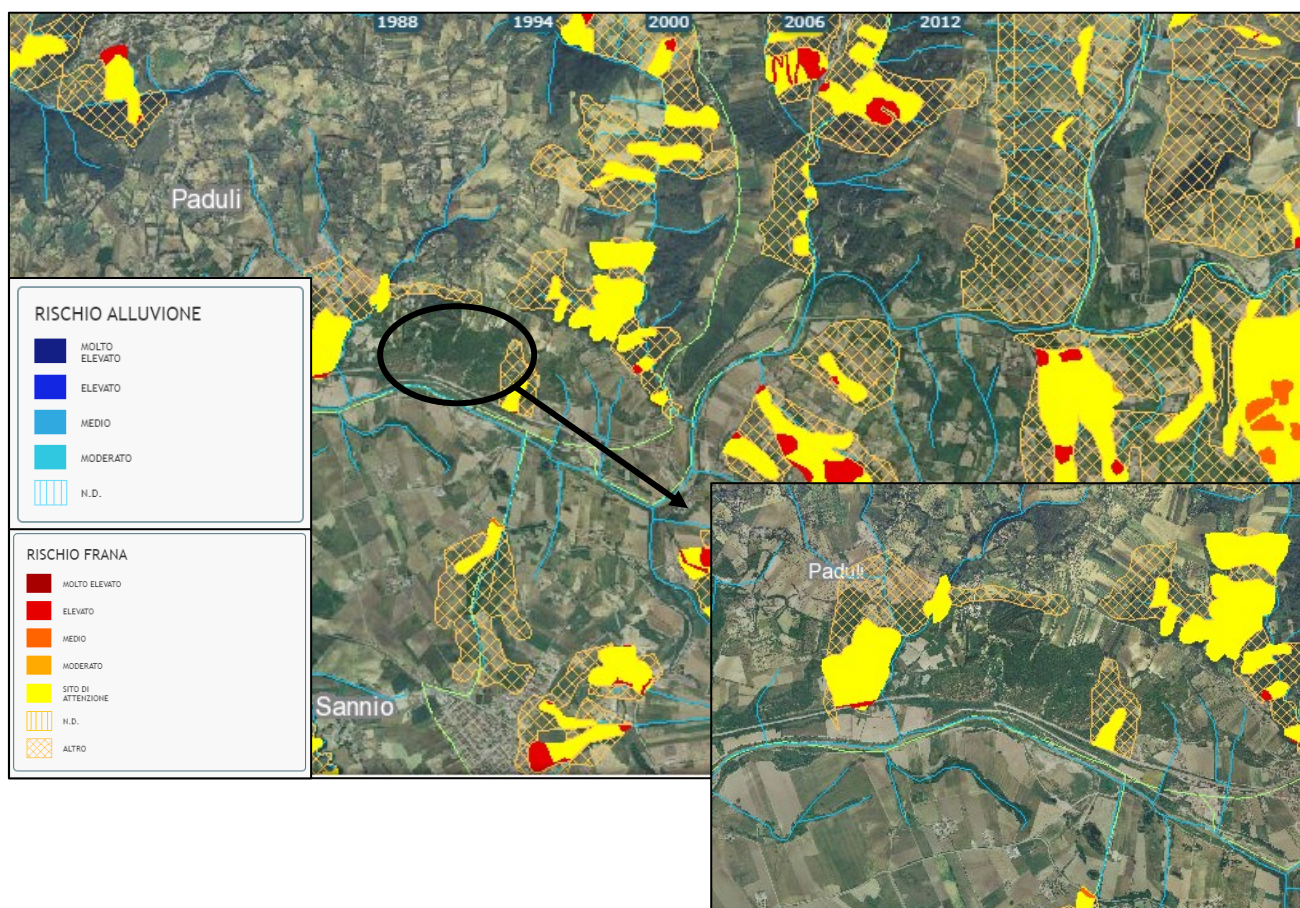 1988 1994 2000 2006 2012
Paduli
RISCHIO ALLUVIONE
MOLTO
ELEVATO
ELEVATO
MEDIO
MODERATO
N.D.
RISCHIO FRANA
MOLTO ELEVATO
ELEVATO
MEDIO
MODERATO
SITO DI
ATTENZIONE
N.D.
ALTRO
Sannio
Paduli